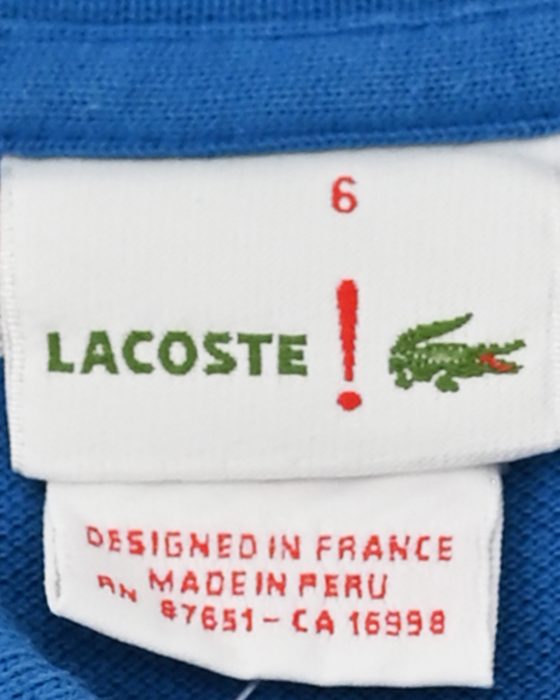 6
LACOSTE !
DESIGNED IN FRANCE
MADE IN PERU
RN 87651 - CA 16998